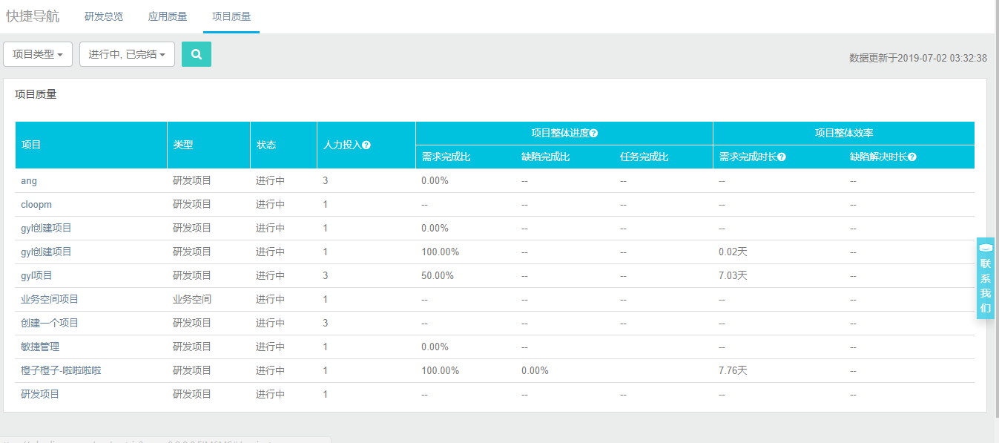 快捷导航 研发总览 应用质量 项目质量
项目类型 进行中, 已完结 数据更新于2019-07-02 03:32:38
项目质量
项目 类型 状态 人力投入 项目整体进度 项目整体效率
需求完成比 缺陷完成比 任务完成比 需求完成时长 缺陷解决时长
ang 研发项目 进行中 3 0.00% -- -- -- --
cloopm 研发项目 进行中 1 -- -- -- -- --
gyl创建项目 研发项目 进行中 1 0.00% -- -- -- --
gyl创建项目 研发项目 进行中 1 100.00% -- -- 0.02天 --
gyl项目 研发项目 进行中 3 50.00% -- -- 7.03天 --
业务空间项目 业务空间 进行中 1 -- -- -- -- --
创建一个项目 研发项目 进行中 3 -- -- -- -- --
敏捷管理 研发项目 进行中 1 0.00% -- -- --
橙子橙子-啦啦啦啦 研发项目 进行中 1 100.00% 0.00% 7.76天 --
研发项目 研发项目 进行中 1 -- -- -- -- --
联系我们